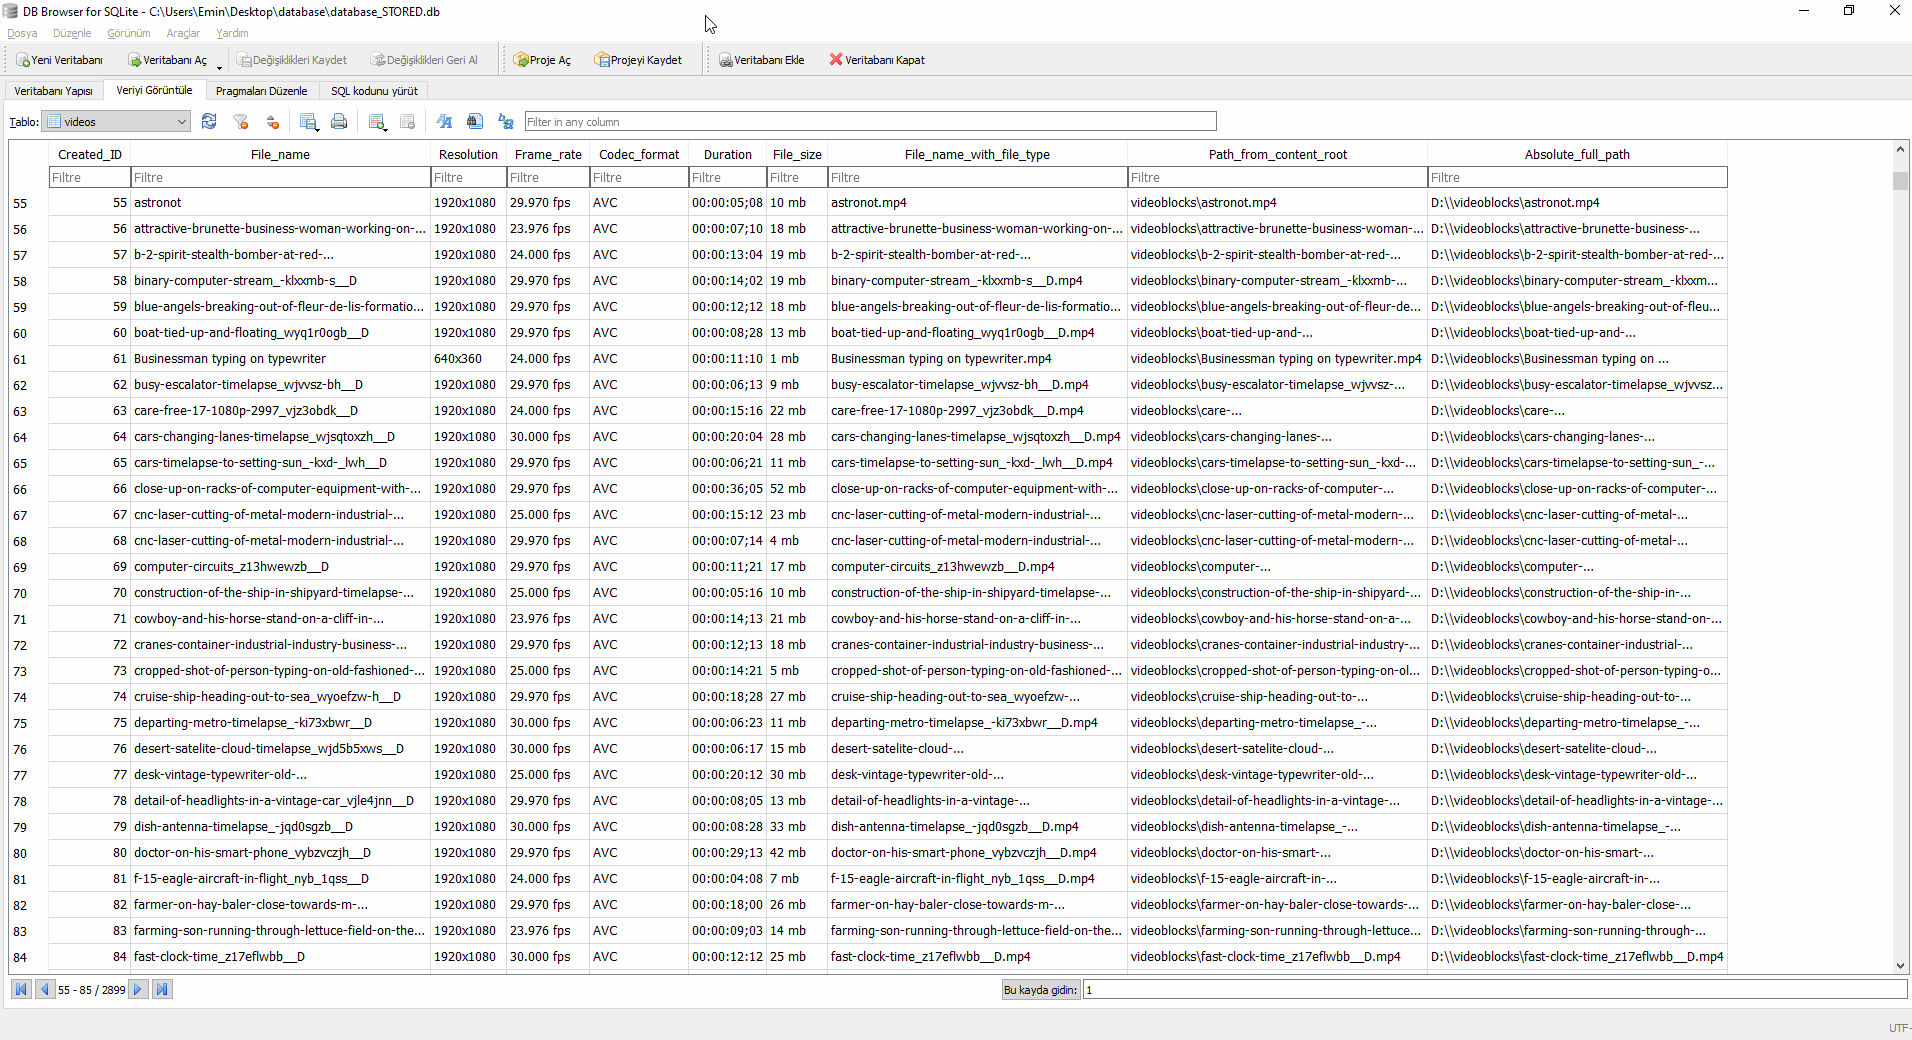 DB Browser for SQLite - C:\Users\Emin\Desktop\database\database_STORED.db
Dosya Düzenle Görünüm Araçlar Yardım
Yeni Veritabanı Veritabanı Aç Değişiklikleri Kaydet Değişiklikleri Geri Al Proje Aç Projeyi Kaydet Veritabanı Ekle Veritabanı Kapat
Veritabanı Yapısı Veriyi Görüntüle Pragmaları Düzenle SQL kodunu yürüt
Tablo: videos Filter in any column
Created_ID File_name Resolution Frame_rate Codec_format Duration File_size File_name_with_file_type Path_from_content_root Absolute_full_path
Filtre Filtre Filtre Filtre Filtre Filtre Filtre Filtre Filtre Filtre
55 55 astronot 1920x1080 29.970 fps AVC 00:00:05;08 10 mb astronot.mp4 videoblocks\astronot.mp4 D:\\videoblocks\astronot.mp4
56 56 attractive-brunette-business-woman-working-on-... 1920x1080 23.976 fps AVC 00:00:07;10 18 mb attractive-brunette-business-woman-working-on-... videoblocks\attractive-brunette-business-woman-... D:\\videoblocks\attractive-brunette-business-...
57 57 b-2-spirit-stealth-bomber-at-red-... 1920x1080 24.000 fps AVC 00:00:13:04 19 mb b-2-spirit-stealth-bomber-at-red-... videoblocks\b-2-spirit-stealth-bomber-at-red-... D:\\videoblocks\b-2-spirit-stealth-bomber-at-red-...
58 58 binary-computer-stream_-klxxmb-s__D 1920x1080 29.970 fps AVC 00:00:14;02 19 mb binary-computer-stream_-klxxmb-s__D.mp4 videoblocks\binary-computer-stream_-klxxmb-... D:\\videoblocks\binary-computer-stream_-klxxm...
59 59 blue-angels-breaking-out-of-fleur-de-lis-formatio... 1920x1080 29.970 fps AVC 00:00:12;12 18 mb blue-angels-breaking-out-of-fleur-de-lis-formatio... videoblocks\blue-angels-breaking-out-of-fleur-de... D:\\videoblocks\blue-angels-breaking-out-of-fleu...
60 60 boat-tied-up-and-floating_wyq1r0ogb__D 1920x1080 29.970 fps AVC 00:00:08;28 13 mb boat-tied-up-and-floating_wyq1r0ogb__D.mp4 videoblocks\boat-tied-up-and-... D:\\videoblocks\boat-tied-up-and-...
61 61 Businessman typing on typewriter 640x360 24.000 fps AVC 00:00:11:10 1 mb Businessman typing on typewriter.mp4 videoblocks\Businessman typing on typewriter.mp4 D:\\videoblocks\Businessman typing on ...
62 62 busy-escalator-timelapse_wjvvsz-bh__D 1920x1080 29.970 fps AVC 00:00:06;13 9 mb busy-escalator-timelapse_wjvvsz-bh__D.mp4 videoblocks\busy-escalator-timelapse_wjvvsz-... D:\\videoblocks\busy-escalator-timelapse_wjvvsz...
63 63 care-free-17-1080p-2997_vjz3obdk__D 1920x1080 24.000 fps AVC 00:00:15:16 22 mb care-free-17-1080p-2997_vjz3obdk__D.mp4 videoblocks\care-... D:\\videoblocks\care-...
64 64 cars-changing-lanes-timelapse_wjsqtoxzh__D 1920x1080 30.000 fps AVC 00:00:20:04 28 mb cars-changing-lanes-timelapse_wjsqtoxzh__D.mp4 videoblocks\cars-changing-lanes-... D:\\videoblocks\cars-changing-lanes-...
65 65 cars-timelapse-to-setting-sun_-kxd-_lwh__D 1920x1080 29.970 fps AVC 00:00:06;21 11 mb cars-timelapse-to-setting-sun_-kxd-_lwh__D.mp4 videoblocks\cars-timelapse-to-setting-sun_-kxd-... D:\\videoblocks\cars-timelapse-to-setting-sun_-...
66 66 close-up-on-racks-of-computer-equipment-with-... 1920x1080 29.970 fps AVC 00:00:36;05 52 mb close-up-on-racks-of-computer-equipment-with-... videoblocks\close-up-on-racks-of-computer-... D:\\videoblocks\close-up-on-racks-of-computer-...
67 67 cnc-laser-cutting-of-metal-modern-industrial-... 1920x1080 25.000 fps AVC 00:00:15:12 23 mb cnc-laser-cutting-of-metal-modern-industrial-... videoblocks\cnc-laser-cutting-of-metal-modern-... D:\\videoblocks\cnc-laser-cutting-of-metal-...
68 68 cnc-laser-cutting-of-metal-modern-industrial-... 1920x1080 29.970 fps AVC 00:00:07;14 4 mb cnc-laser-cutting-of-metal-modern-industrial-... videoblocks\cnc-laser-cutting-of-metal-modern-... D:\\videoblocks\cnc-laser-cutting-of-metal-...
69 69 computer-circuits_z13hwewzb__D 1920x1080 29.970 fps AVC 00:00:11;21 17 mb computer-circuits_z13hwewzb__D.mp4 videoblocks\computer-... D:\\videoblocks\computer-...
70 70 construction-of-the-ship-in-shipyard-timelapse-... 1920x1080 25.000 fps AVC 00:00:05:16 10 mb construction-of-the-ship-in-shipyard-timelapse-... videoblocks\construction-of-the-ship-in-shipyard-... D:\\videoblocks\construction-of-the-ship-in-...
71 71 cowboy-and-his-horse-stand-on-a-cliff-in-... 1920x1080 23.976 fps AVC 00:00:14;13 21 mb cowboy-and-his-horse-stand-on-a-cliff-in-... videoblocks\cowboy-and-his-horse-stand-on-a-... D:\\videoblocks\cowboy-and-his-horse-stand-on-...
72 72 cranes-container-industrial-industry-business-... 1920x1080 29.970 fps AVC 00:00:12;13 18 mb cranes-container-industrial-industry-business-... videoblocks\cranes-container-industrial-industry-... D:\\videoblocks\cranes-container-industrial-...
73 73 cropped-shot-of-person-typing-on-old-fashioned-... 1920x1080 25.000 fps AVC 00:00:14:21 5 mb cropped-shot-of-person-typing-on-old-fashioned-... videoblocks\cropped-shot-of-person-typing-on-ol... D:\\videoblocks\cropped-shot-of-person-typing-o...
74 74 cruise-ship-heading-out-to-sea_wyoefzw-h__D 1920x1080 29.970 fps AVC 00:00:18;28 27 mb cruise-ship-heading-out-to-sea_wyoefzw-... videoblocks\cruise-ship-heading-out-to-... D:\\videoblocks\cruise-ship-heading-out-to-...
75 75 departing-metro-timelapse_-ki73xbwr__D 1920x1080 30.000 fps AVC 00:00:06:23 11 mb departing-metro-timelapse_-ki73xbwr__D.mp4 videoblocks\departing-metro-timelapse_-... D:\\videoblocks\departing-metro-timelapse_-...
76 76 desert-satelite-cloud-timelapse_wjd5b5xws__D 1920x1080 30.000 fps AVC 00:00:06:17 15 mb desert-satelite-cloud-... videoblocks\desert-satelite-cloud-... D:\\videoblocks\desert-satelite-cloud-...
77 77 desk-vintage-typewriter-old-... 1920x1080 25.000 fps AVC 00:00:20:12 30 mb desk-vintage-typewriter-old-... videoblocks\desk-vintage-typewriter-old-... D:\\videoblocks\desk-vintage-typewriter-old-...
78 78 detail-of-headlights-in-a-vintage-car_vjle4jnn__D 1920x1080 29.970 fps AVC 00:00:08;05 13 mb detail-of-headlights-in-a-vintage-... videoblocks\detail-of-headlights-in-a-vintage-... D:\\videoblocks\detail-of-headlights-in-a-vintage-...
79 79 dish-antenna-timelapse_-jqd0sgzb__D 1920x1080 30.000 fps AVC 00:00:08:28 33 mb dish-antenna-timelapse_-jqd0sgzb__D.mp4 videoblocks\dish-antenna-timelapse_-... D:\\videoblocks\dish-antenna-timelapse_-...
80 80 doctor-on-his-smart-phone_vybzvczjh__D 1920x1080 29.970 fps AVC 00:00:29;13 42 mb doctor-on-his-smart-phone_vybzvczjh__D.mp4 videoblocks\doctor-on-his-smart-... D:\\videoblocks\doctor-on-his-smart-...
81 81 f-15-eagle-aircraft-in-flight_nyb_1qss__D 1920x1080 24.000 fps AVC 00:00:04:08 7 mb f-15-eagle-aircraft-in-flight_nyb_1qss__D.mp4 videoblocks\f-15-eagle-aircraft-in-... D:\\videoblocks\f-15-eagle-aircraft-in-...
82 82 farmer-on-hay-baler-close-towards-m-... 1920x1080 29.970 fps AVC 00:00:18;00 26 mb farmer-on-hay-baler-close-towards-m-... videoblocks\farmer-on-hay-baler-close-towards-... D:\\videoblocks\farmer-on-hay-baler-close-...
83 83 farming-son-running-through-lettuce-field-on-the... 1920x1080 23.976 fps AVC 00:00:09;03 14 mb farming-son-running-through-lettuce-field-on-the... videoblocks\farming-son-running-through-lettuce... D:\\videoblocks\farming-son-running-through-...
84 84 fast-clock-time_z17eflwbb__D 1920x1080 30.000 fps AVC 00:00:12:12 25 mb fast-clock-time_z17eflwbb__D.mp4 videoblocks\fast-clock-time_z17eflwbb__D.mp4 D:\\videoblocks\fast-clock-time_z17eflwbb__D.mp4
55 - 85 / 2899 Bu kayda gidin: 1
UTF-